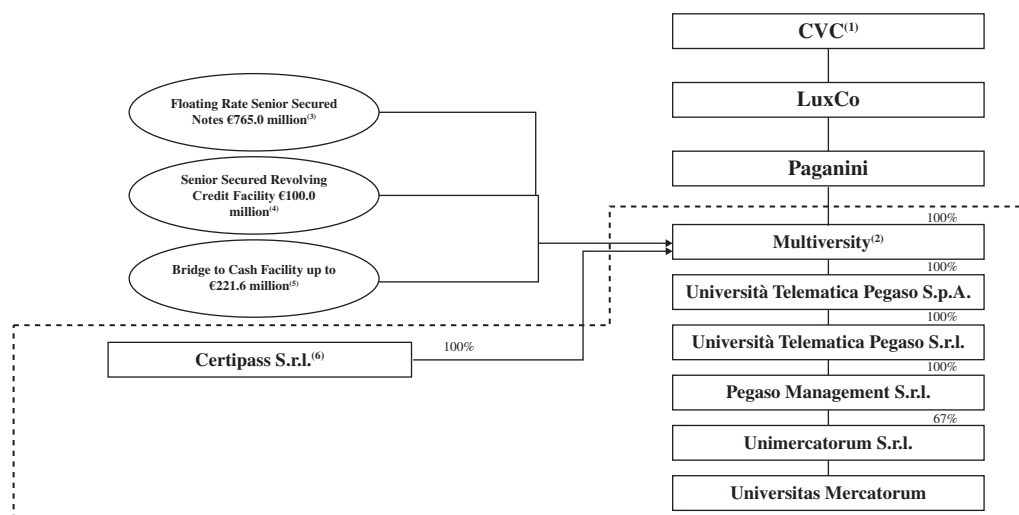 CVC(1)
LuxCo
Floating Rate Senior Secured
Notes €765.0 million(3)
Paganini
Senior Secured Revolving
Credit Facility €100.0
million(4)
100%
Multiversity(2)
Bridge to Cash Facility up to
€221.6 million(5)
100%
Università Telematica Pegaso S.p.A.
100%
Università Telematica Pegaso S.r.l.
Certipass S.r.l.(6)
100%
100%
Pegaso Management S.r.l.
67%
Unimercatorum S.r.l.
Universitas Mercatorum